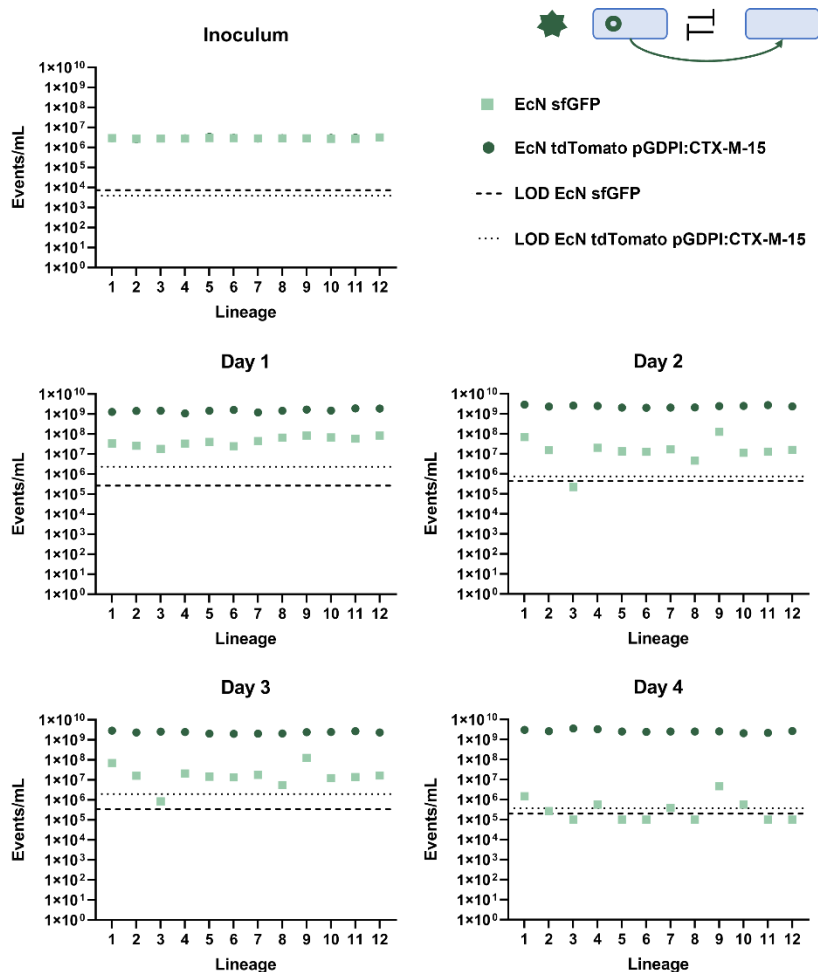 Inoculum
Events/mL
1×10¹⁰
1×10⁹
1×10⁸
1×10⁷
1×10⁶
1×10⁵
1×10⁴
1×10³
1×10²
1×10¹
1×10⁰
1 2 3 4 5 6 7 8 9 10 11 12
Lineage
EcN sfGFP
EcN tdTomato pGDPI:CTX-M-15
LOD EcN sfGFP
LOD EcN tdTomato pGDPI:CTX-M-15
Day 1
Events/mL
1×10¹⁰
1×10⁹
1×10⁸
1×10⁷
1×10⁶
1×10⁵
1×10⁴
1×10³
1×10²
1×10¹
1×10⁰
1 2 3 4 5 6 7 8 9 10 11 12
Lineage
Day 2
Events/mL
1×10¹⁰
1×10⁹
1×10⁸
1×10⁷
1×10⁶
1×10⁵
1×10⁴
1×10³
1×10²
1×10¹
1×10⁰
1 2 3 4 5 6 7 8 9 10 11 12
Lineage
Day 3
Events/mL
1×10¹⁰
1×10⁹
1×10⁸
1×10⁷
1×10⁶
1×10⁵
1×10⁴
1×10³
1×10²
1×10¹
1×10⁰
1 2 3 4 5 6 7 8 9 10 11 12
Lineage
Day 4
Events/mL
1×10¹⁰
1×10⁹
1×10⁸
1×10⁷
1×10⁶
1×10⁵
1×10⁴
1×10³
1×10²
1×10¹
1×10⁰
1 2 3 4 5 6 7 8 9 10 11 12
Lineage